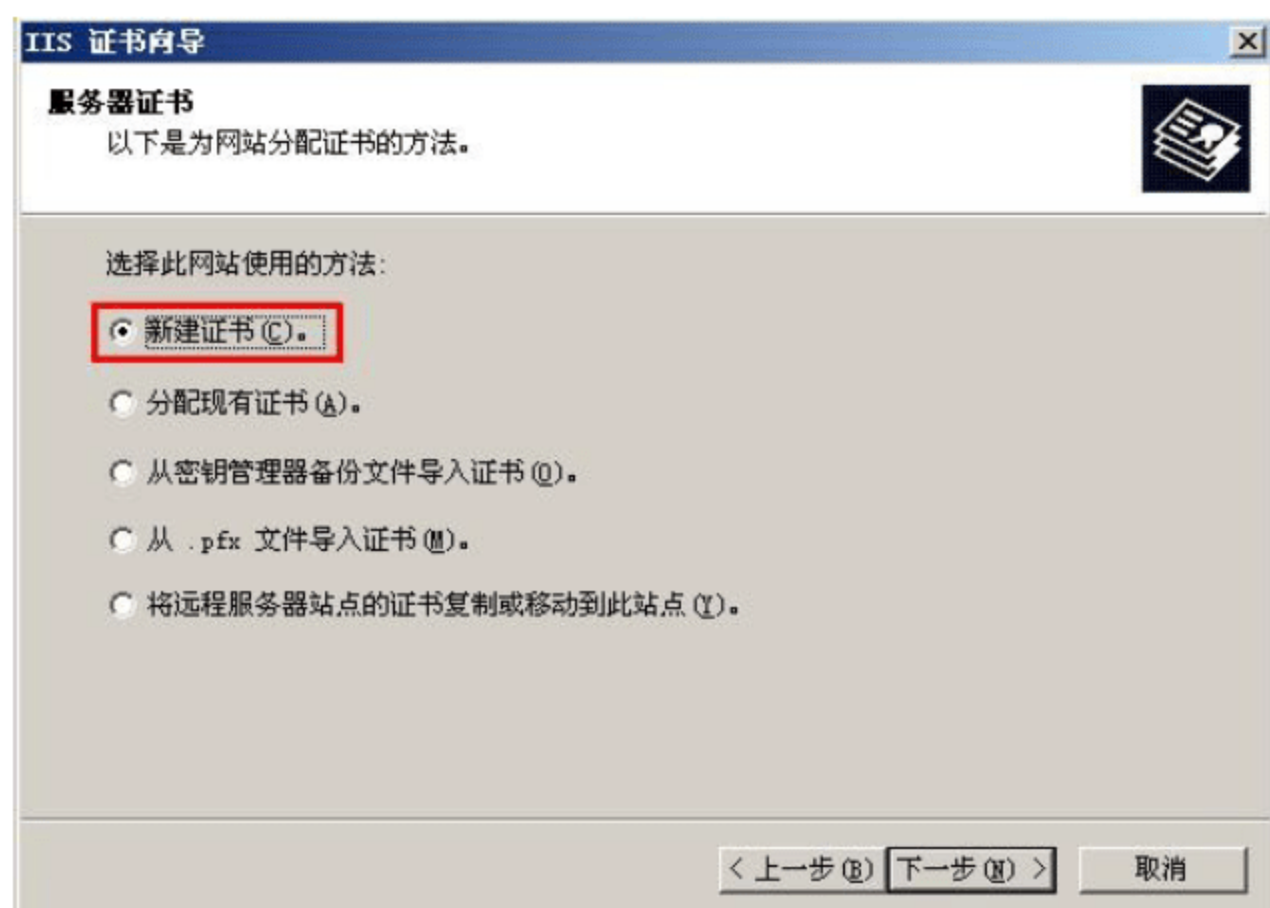 IIS 证书向导
服务器证书
以下是为网站分配证书的方法。
选择此网站使用的方法:
新建证书(C)。
分配现有证书(A)。
从密钥管理器备份文件导入证书(O)。
从 .pfx 文件导入证书(M)。
将远程服务器站点的证书复制或移动到此站点(Y)。
< 上一步(B) 下一步(N) > 取消